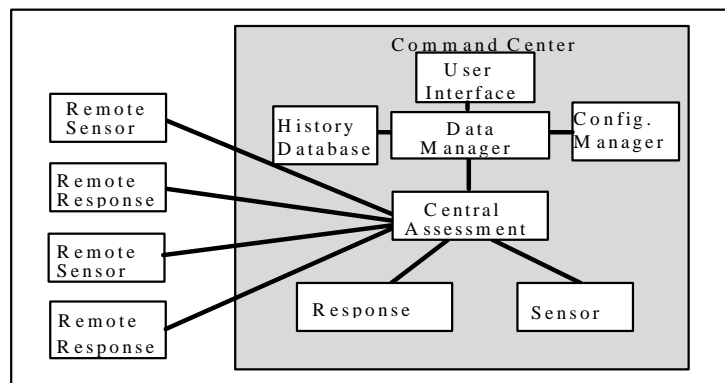 Command Center
User
Interface
Remote
Sensor
History
Database
Data
Manager
Config.
Manager
Remote
Response
Central
Assessment
Remote
Sensor
Response
Sensor
Remote
Response